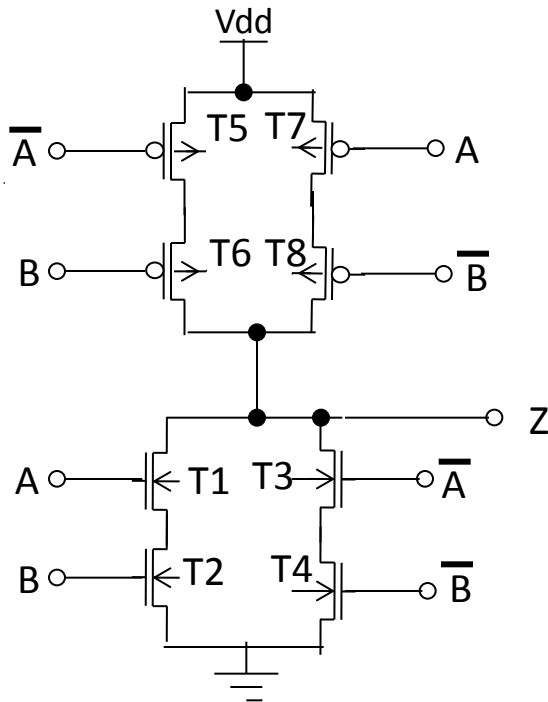 Vdd
A̅ T5 T7 A
B T6 T8 B̅
Z
A T1 T3 A̅
B T2 T4 B̅